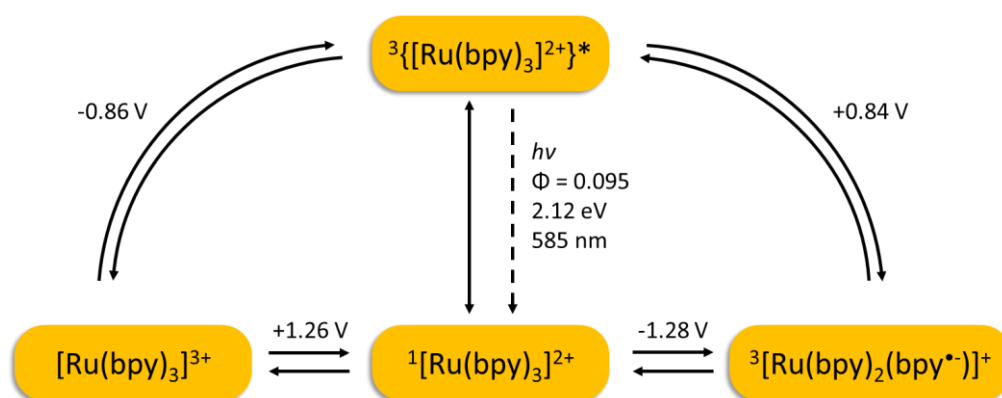 ³{[Ru(bpy)₃]²⁺}*
-0.86 V
+0.84 V
hν
Φ = 0.095
2.12 eV
585 nm
[Ru(bpy)₃]³⁺
+1.26 V
¹[Ru(bpy)₃]²⁺
-1.28 V
³[Ru(bpy)₂(bpy•⁻)]⁺